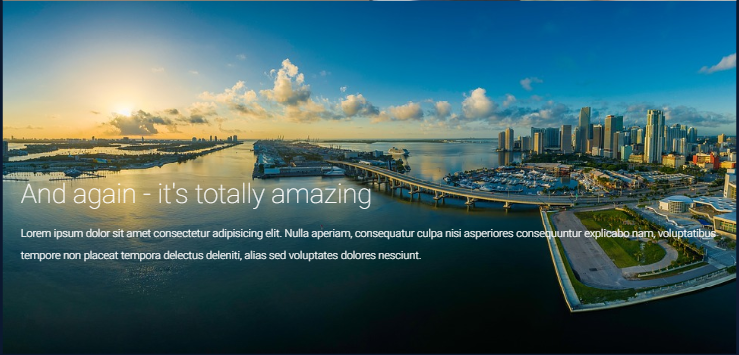 And again - it's totally amazing
Lorem ipsum dolor sit amet consectetur adipisicing elit. Nulla aperiam, consequatur culpa nisi asperiores consequuntur explicabo nam, voluptatibus
tempore non placeat tempora delectus deleniti, alias sed voluptates dolores nesciunt.